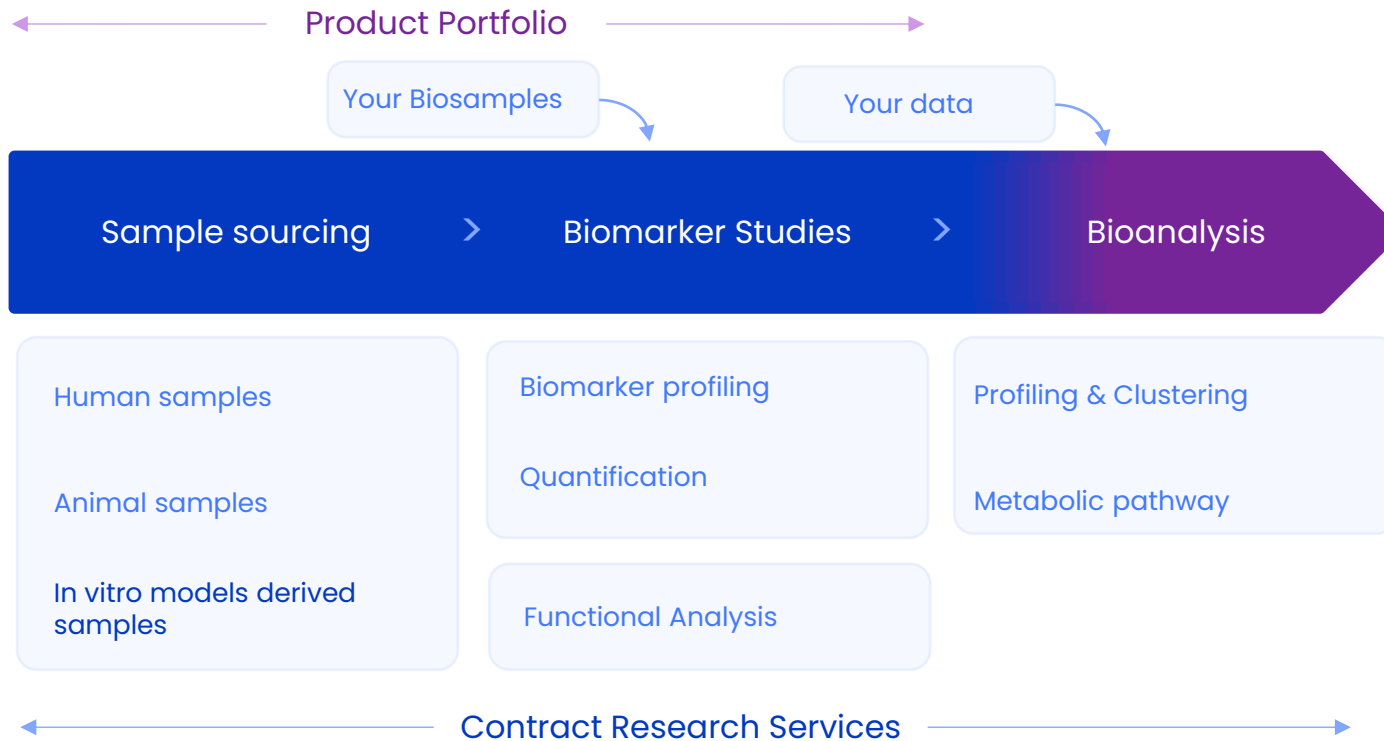 Product Portfolio
Your Biosamples
Your data
Sample sourcing
>
Biomarker Studies
>
Bioanalysis
Human samples
Animal samples
In vitro models derived
samples
Biomarker profiling
Quantification
Functional Analysis
Profiling & Clustering
Metabolic pathway
Contract Research Services